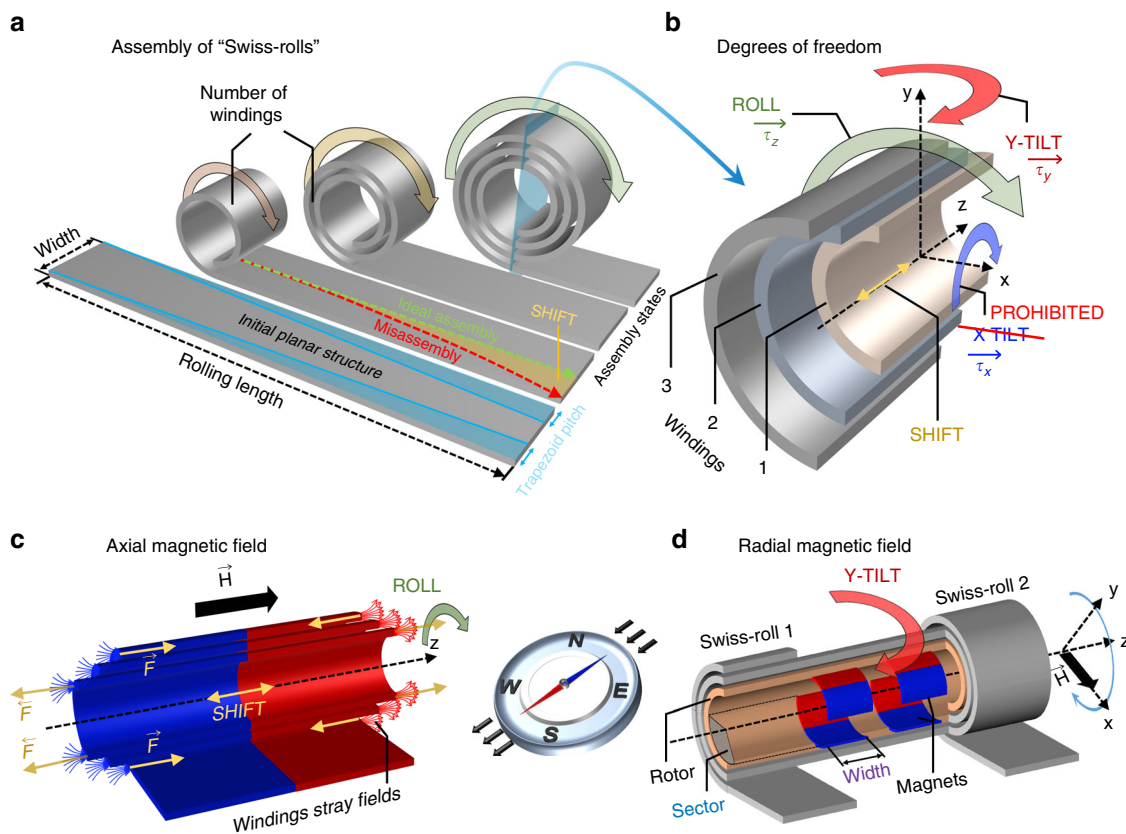 a
Assembly of “Swiss-rolls”
Number of
windings
Width
Rolling length
Initial planar structure
Ideal assembly
Misassembly
SHIFT
Assembly states
Trapezoid pitch
b
Degrees of freedom
ROLL
τz
y
Y-TILT
τy
z
x
PROHIBITED
X TILT
τx
3
2
1
Windings
SHIFT
c
Axial magnetic field
H
ROLL
z
F
F
SHIFT
F
F
Windings stray fields
N
E
S
W
d
Radial magnetic field
Y-TILT
Swiss-roll 1
Swiss-roll 2
y
z
H
x
Rotor
Sector
Width
Magnets